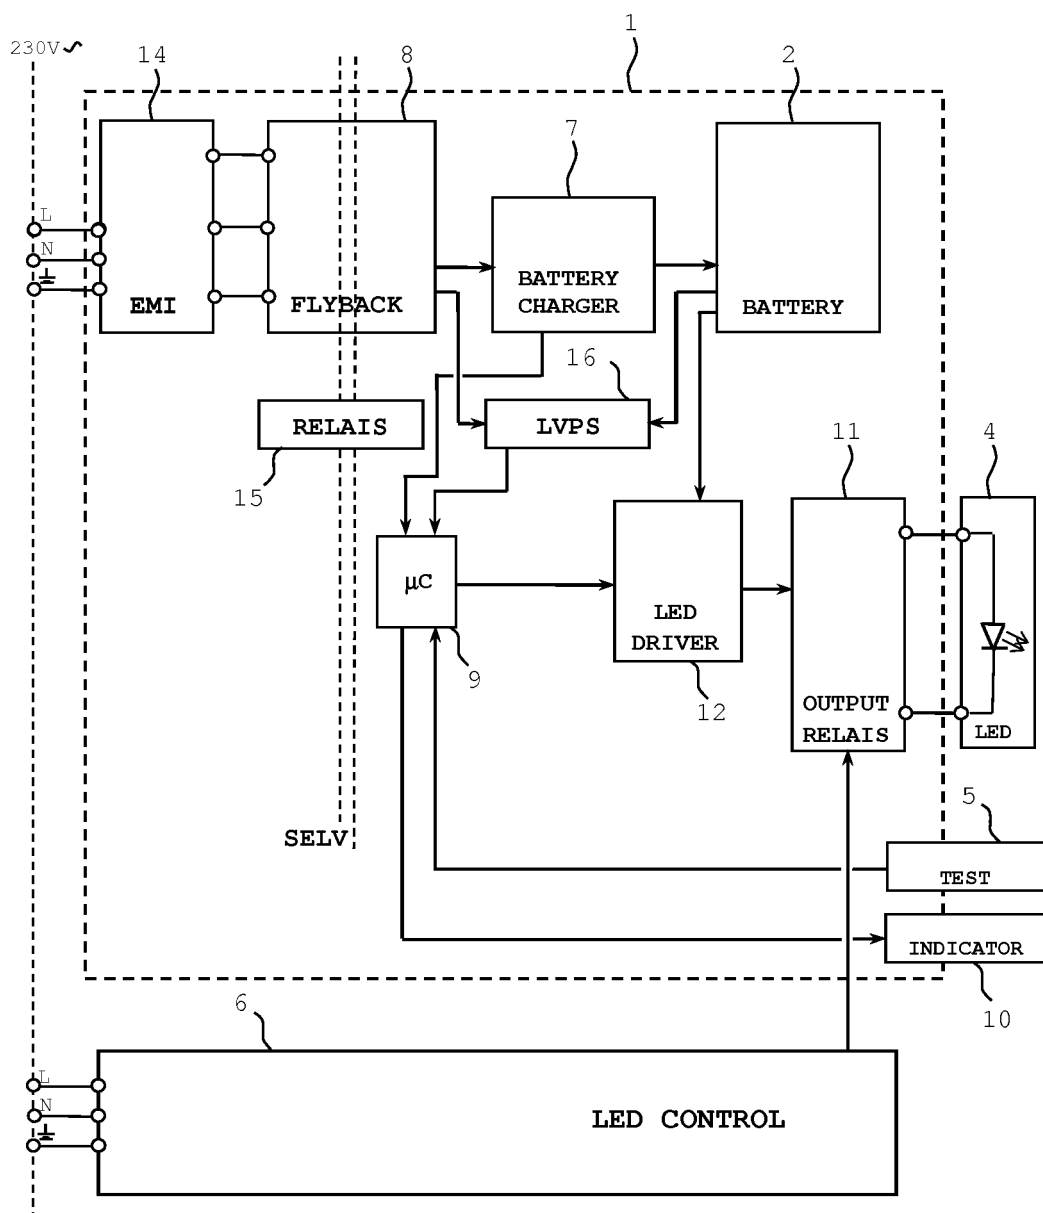 230V~
14
8
1
2
7
L
N
EMI
FLYBACK
BATTERY
CHARGER
BATTERY
16
RELAIS
LVPS
15
11
4
μC
LED
DRIVER
9
12
OUTPUT
RELAIS
LED
5
SELV
TEST
INDICATOR
10
6
L
N
LED CONTROL